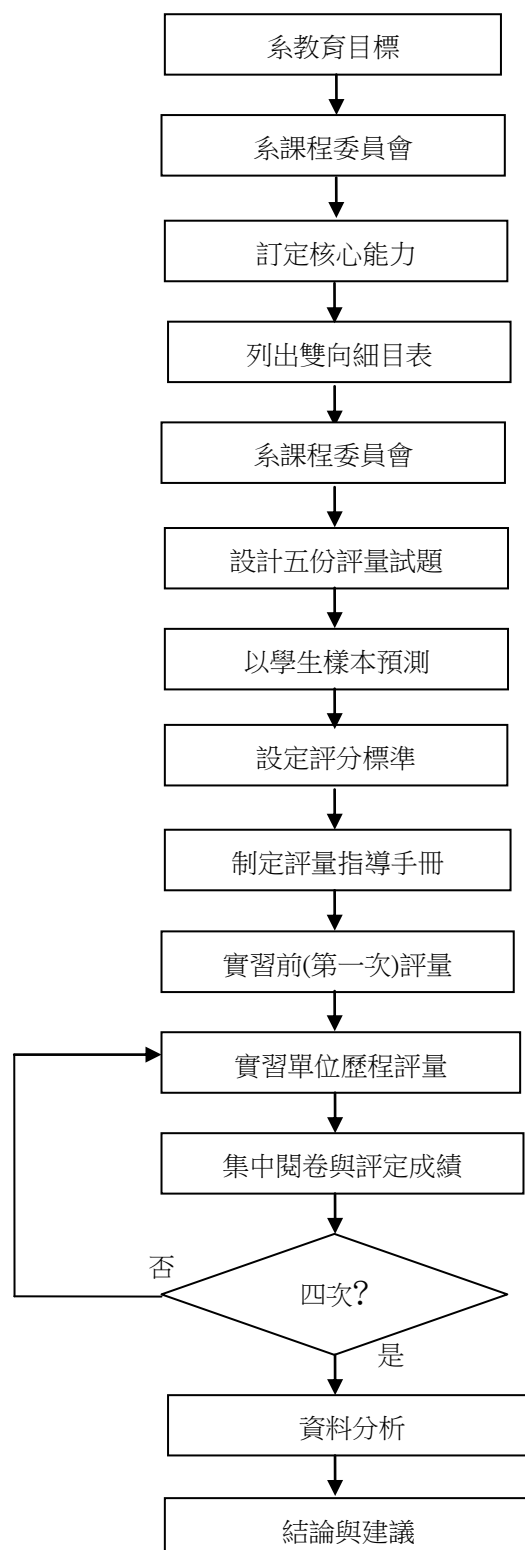 系教育目標
系課程委員會
訂定核心能力
列出雙向細目表
系課程委員會
設計五份評量試題
以學生樣本預測
設定評分標準
制定評量指導手冊
實習前(第一次)評量
實習單位歷程評量
集中閱卷與評定成績
否
四次?
是
資料分析
結論與建議